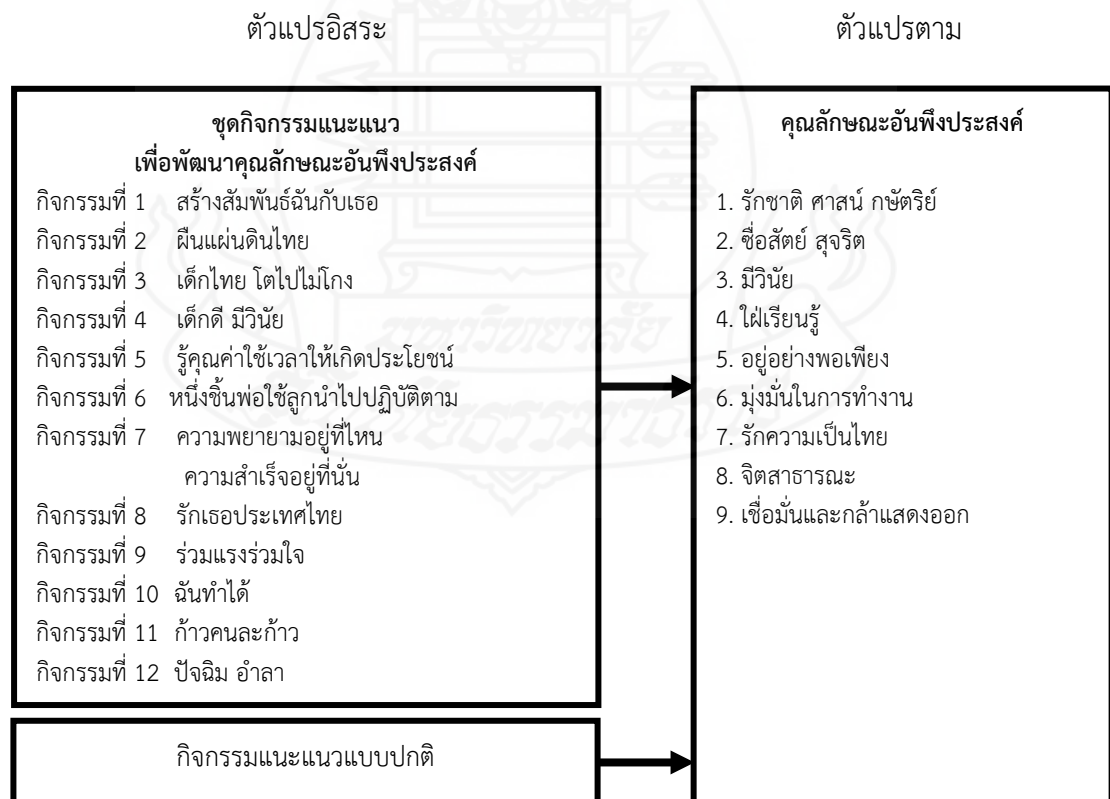 ตัวแปรอิสระ
ตัวแปรตาม
ชุดกิจกรรมแนะแนว
เพื่อพัฒนาคุณลักษณะอันพึงประสงค์
กิจกรรมที่ 1 สร้างสัมพันธ์ฉันกับเธอ
กิจกรรมที่ 2 ผืนแผ่นดินไทย
กิจกรรมที่ 3 เด็กไทย โตไปไม่โกง
กิจกรรมที่ 4 เด็กดี มีวินัย
กิจกรรมที่ 5 รู้คุณค่าใช้เวลาให้เกิดประโยชน์
กิจกรรมที่ 6 หนึ่งชิ้นพ่อใช้ลูกนำไปปฏิบัติตาม
กิจกรรมที่ 7 ความพยายามอยู่ที่ไหน
ความสำเร็จอยู่ที่นั่น
กิจกรรมที่ 8 รักเธอประเทศไทย
กิจกรรมที่ 9 ร่วมแรงร่วมใจ
กิจกรรมที่ 10 ฉันทำได้
กิจกรรมที่ 11 ก้าวคนละก้าว
กิจกรรมที่ 12 ปัจฉิม อำลา
กิจกรรมแนะแนวแบบปกติ
คุณลักษณะอันพึงประสงค์
1. รักชาติ ศาสน์ กษัตริย์
2. ซื่อสัตย์ สุจริต
3. มีวินัย
4. ใฝ่เรียนรู้
5. อยู่อย่างพอเพียง
6. มุ่งมั่นในการทำงาน
7. รักความเป็นไทย
8. จิตสาธารณะ
9. เชื่อมั่นและกล้าแสดงออก
มหาวิทยาลัย
สุโขทัยธรรมาธิราช